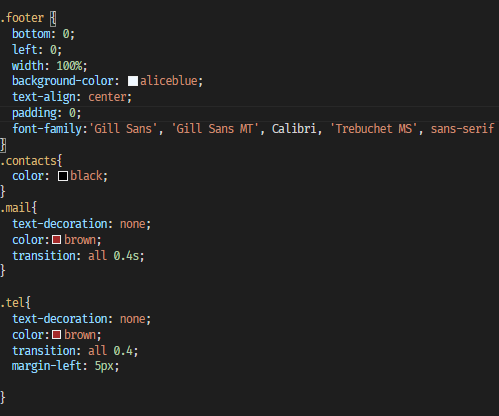 .footer {
  bottom: 0;
  left: 0;
  width: 100%;
  background-color: aliceblue;
  text-align: center;
  padding: 0;
  font-family:'Gill Sans', 'Gill Sans MT', Calibri, 'Trebuchet MS', sans-serif
}
.contacts{
  color: black;
}
.mail{
  text-decoration: none;
  color:brown;
  transition: all 0.4s;
}

.tel{
  text-decoration: none;
  color:brown;
  transition: all 0.4;
  margin-left: 5px;

}